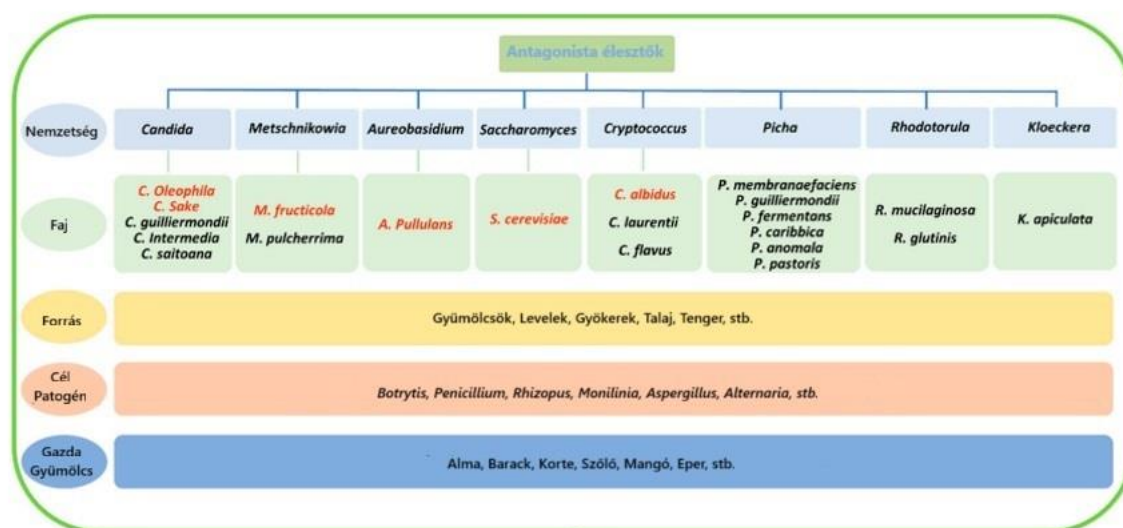 Antagonista élesztők
Nemzetség
Candida
Metschnikowia
Aureobasidium
Saccharomyces
Cryptococcus
Picha
Rhodotorula
Kloeckera
Faj
C. Oleophila
C. Sake
C. guilliermondii
C. Intermedia
C. saitoana
M. fructicola
M. pulcherrima
A. Pullulans
S. cerevisiae
C. albidus
C. laurentii
C. flavus
P. membranaefaciens
P. guilliermondii
P. fermentans
P. caribbica
P. anomala
P. pastoris
R. mucilaginosa
R. glutinis
K. apiculata
Forrás
Gyümölcsök, Levelek, Gyökerek, Talaj, Tenger, stb.
Cél
Patogén
Botrytis, Penicillium, Rhizopus, Monilinia, Aspergillus, Alternaria, stb.
Gazda
Gyümölcs
Alma, Barack, Korte, Szőlő, Mangó, Eper, stb.